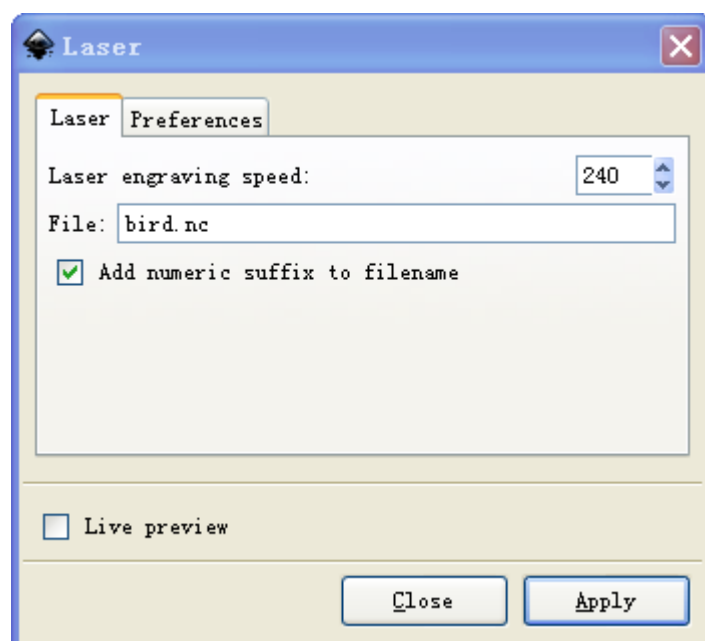 Laser
Laser Preferences
Laser engraving speed: 240
File: bird.nc
Add numeric suffix to filename
Live preview
Close Apply